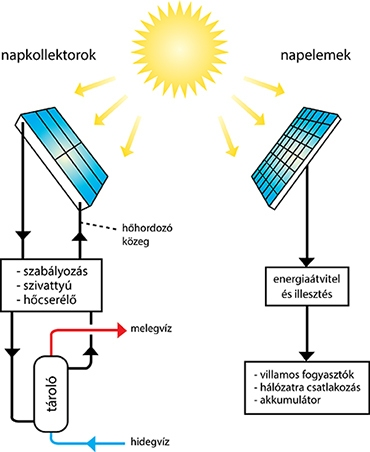 napkollektorok
napelemek
hőhordozó
közeg
- szabályozás
- szivattyú
- hőcserélő
energiaátvitel
és illesztés
melegvíz
tároló
- villamos fogyasztók
- hálózatra csatlakozás
- akkumulátor
hidegvíz